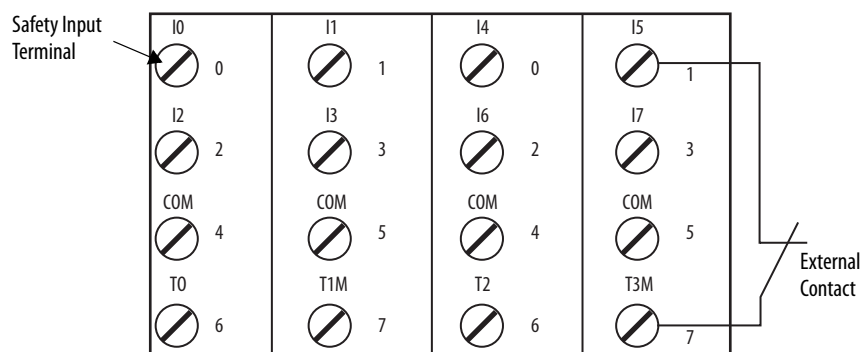 Safety Input
Terminal
I0 I1 I4 I5
0 1 0 1
I2 I3 I6 I7
2 3 2 3
COM COM COM COM
4 5 4 5
T0 T1M T2 T3M
6 7 6 7
External
Contact